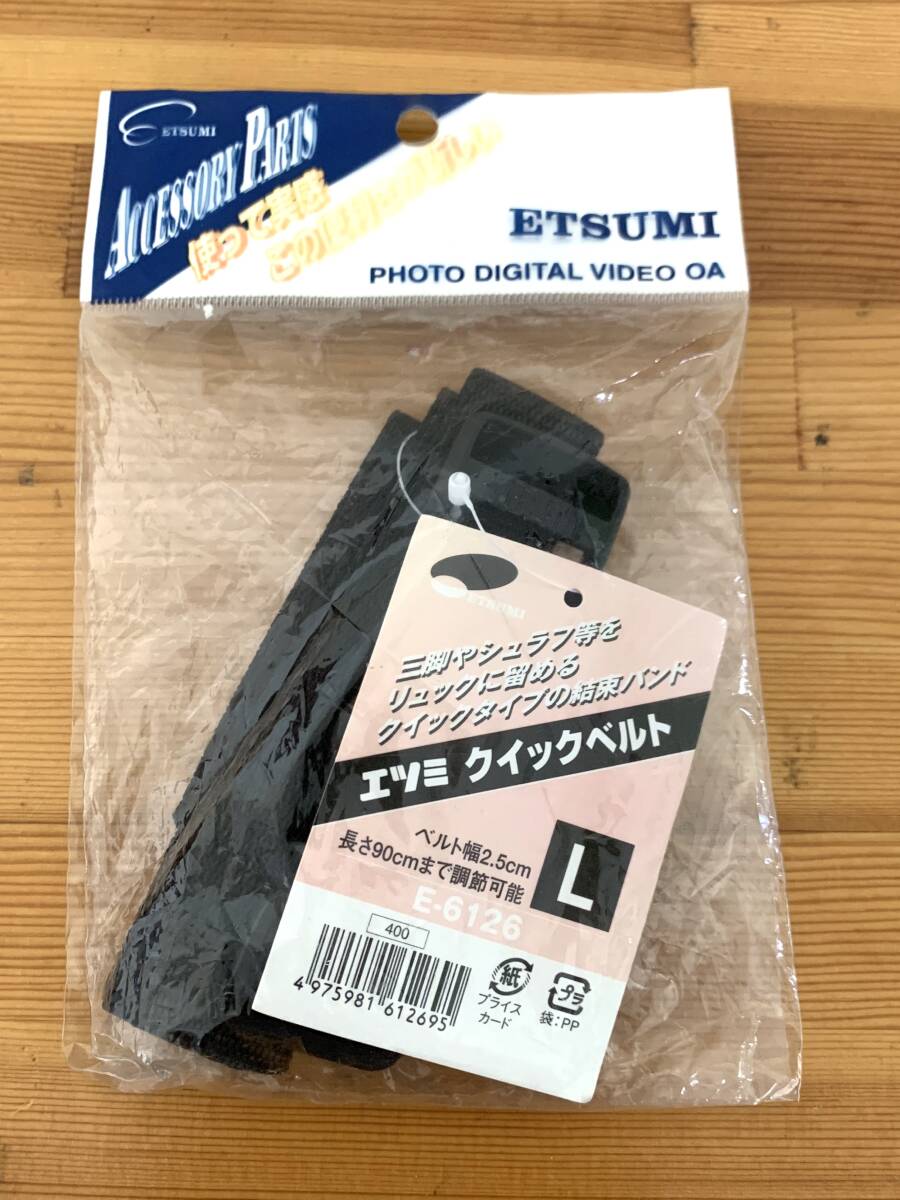 ETSUMI
ACCESSORY PARTS
使って実感
この
ETSUMI
PHOTO DIGITAL VIDEO OA
ETSUMI
三脚やシュラフ等を
リュックに留める
クイックタイプの結束バンド
エツミ クイックベルト
ベルト幅2.5cm
長さ90cmまで調節可能
L
E-6126
400
4 975981 612695
紙
プライス
カード
プラ
袋:PP